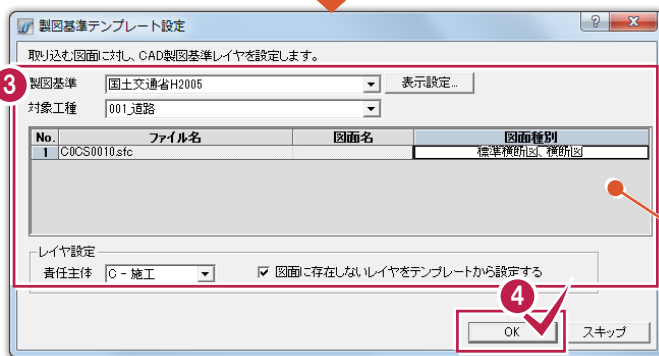 製図基準テンプレート設定
取り込む図面に対し、CAD製図基準レイヤを設定します。
3
製図基準 国土交通省H2005 表示設定...
対象工種 001_道路
No. ファイル名 図面名 図面種別
1 C0CS0010.sfc 標準横断図、横断図
レイヤ設定
責任主体 C - 施工 図面に存在しないレイヤをテンプレートから設定する
4
OK スキップ